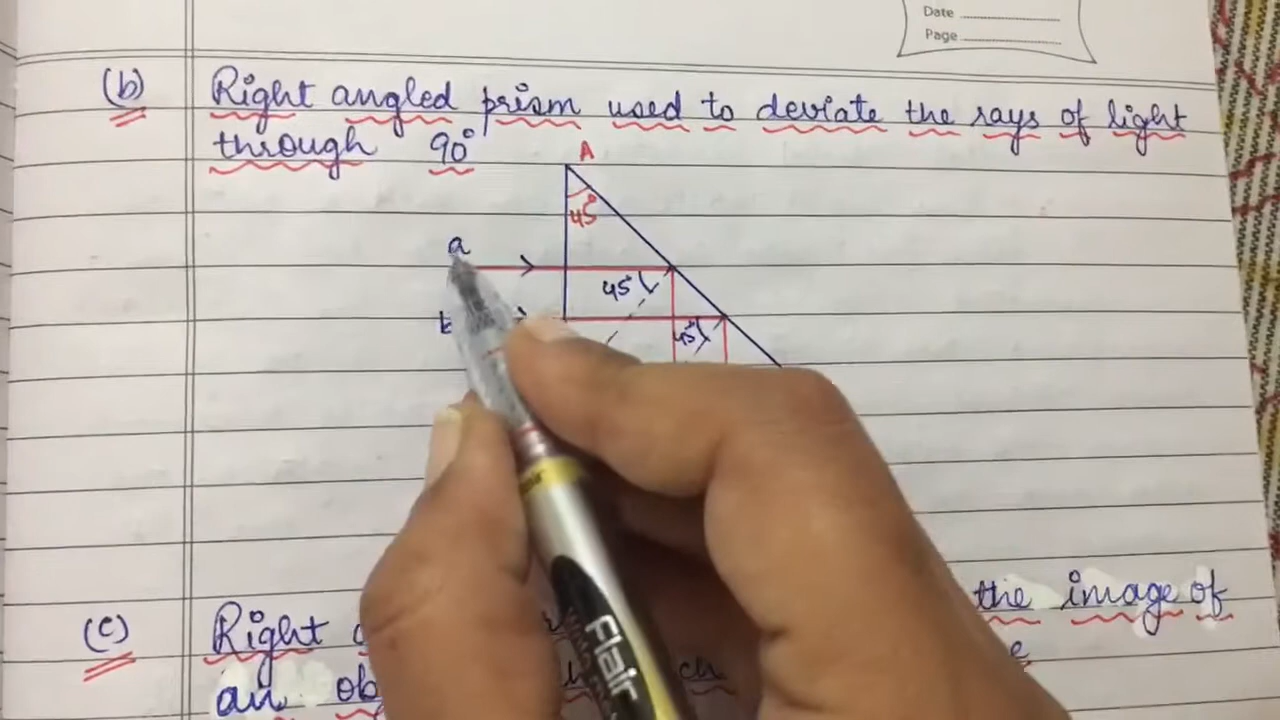 Date
Page
(b) Right angled prism used to deviate the rays of light
through 90°
A
45°
a
45°
b
45°
the image of
(c) Right
an
Flair